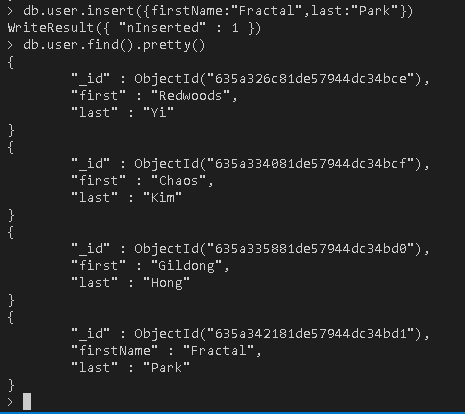 > db.user.insert({firstName:"Fractal",last:"Park"})
WriteResult({ "nInserted" : 1 })
> db.user.find().pretty()
{
"_id" : ObjectId("635a326c81de57944dc34bce"),
"first" : "Redwoods",
"last" : "Yi"
}
{
"_id" : ObjectId("635a334081de57944dc34bcf"),
"first" : "Chaos",
"last" : "Kim"
}
{
"_id" : ObjectId("635a335881de57944dc34bd0"),
"first" : "Gildong",
"last" : "Hong"
}
{
"_id" : ObjectId("635a342181de57944dc34bd1"),
"firstName" : "Fractal",
"last" : "Park"
}
>